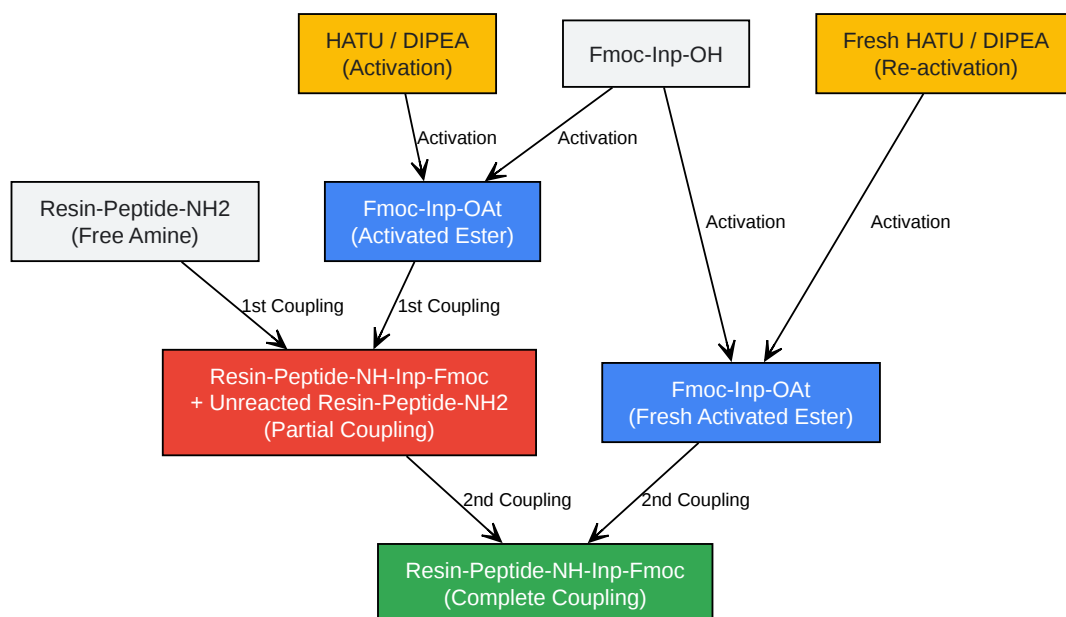 HATU / DIPEA
(Activation)
Fmoc-Inp-OH
Fresh HATU / DIPEA
(Re-activation)
Activation
Activation
Resin-Peptide-NH2
(Free Amine)
Fmoc-Inp-OAt
(Activated Ester)
Activation
Activation
1st Coupling
1st Coupling
Resin-Peptide-NH-Inp-Fmoc
+ Unreacted Resin-Peptide-NH2
(Partial Coupling)
Fmoc-Inp-OAt
(Fresh Activated Ester)
2nd Coupling
2nd Coupling
Resin-Peptide-NH-Inp-Fmoc
(Complete Coupling)